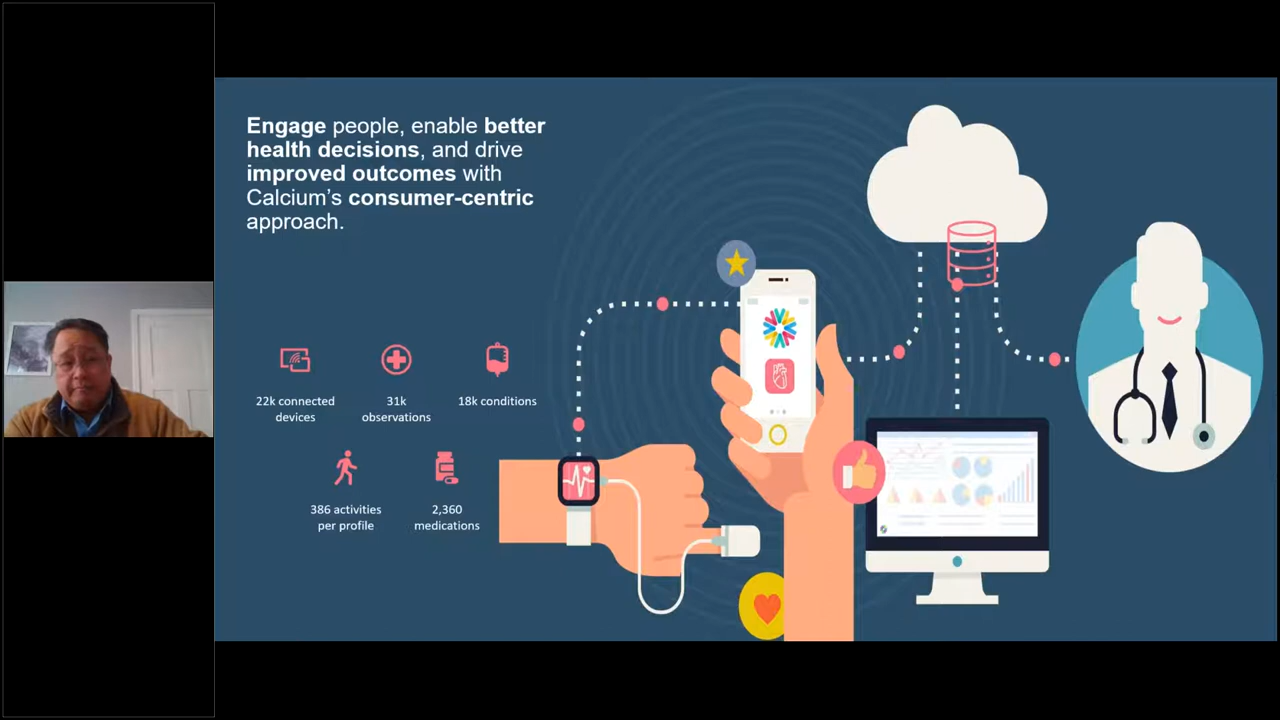 Engage people, enable better
health decisions, and drive
improved outcomes with
Calcium’s consumer-centric
approach.
22k connected
devices
31k
observations
18k conditions
386 activities
per profile
2,360
medications